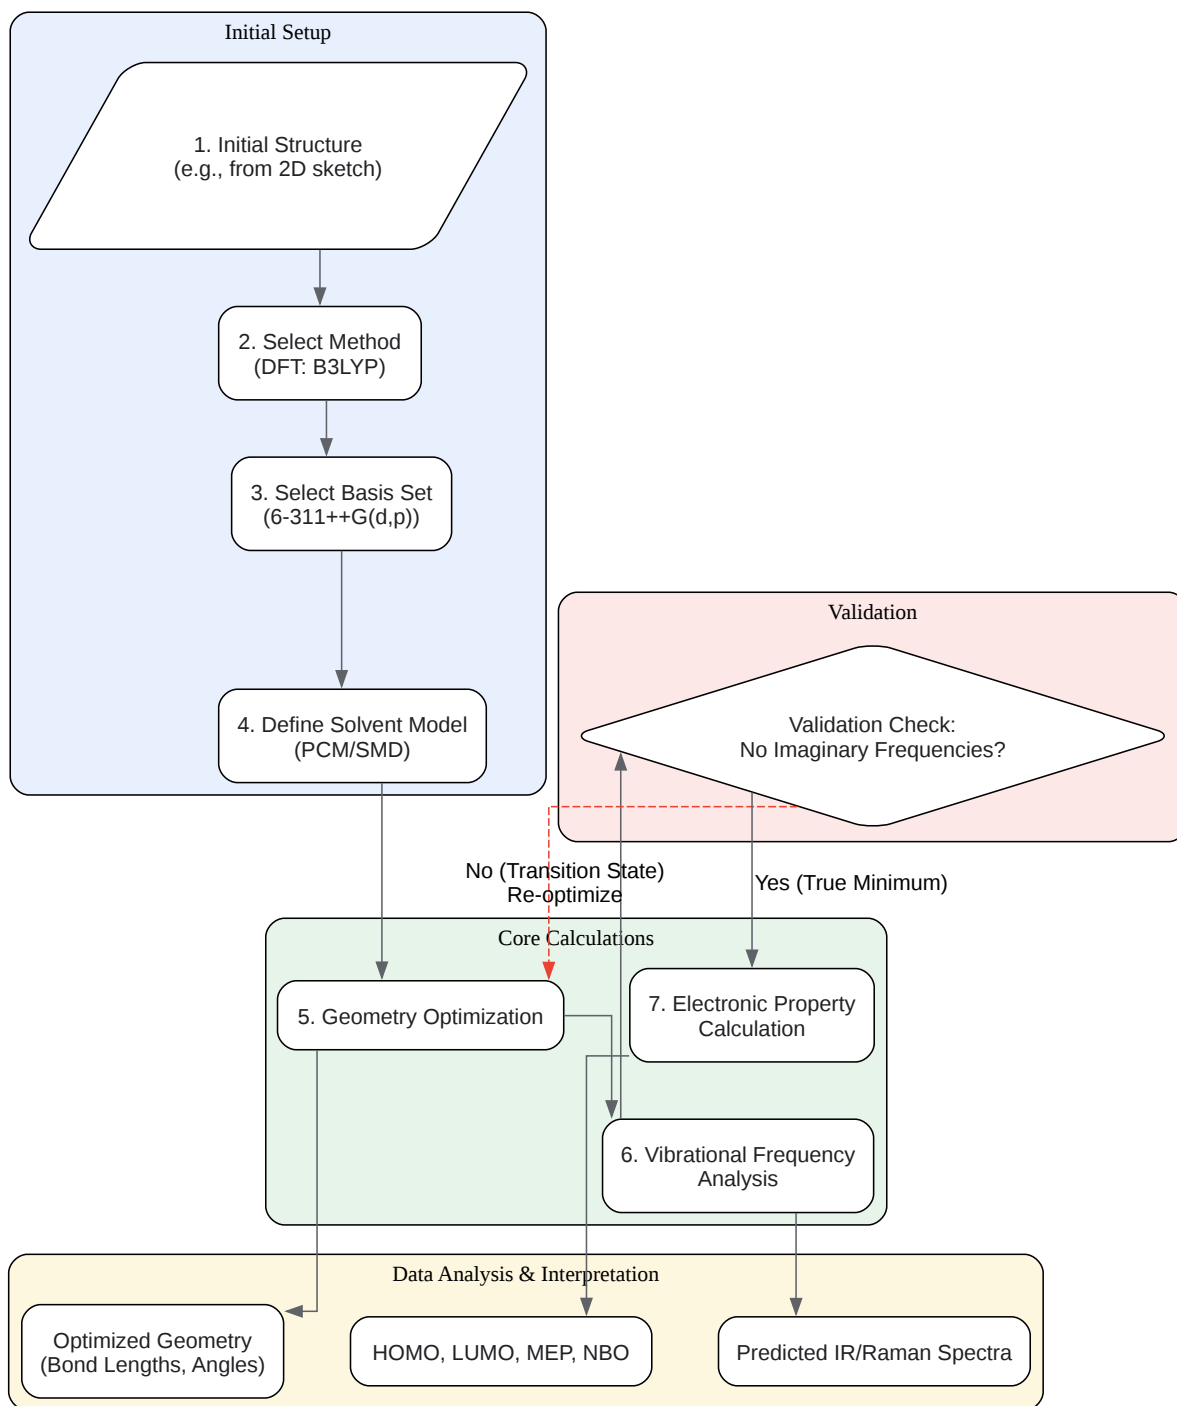 Initial Setup
1. Initial Structure
(e.g., from 2D sketch)
2. Select Method
(DFT: B3LYP)
3. Select Basis Set
(6-311++G(d,p))
4. Define Solvent Model
(PCM/SMD)
Validation
Validation Check:
No Imaginary Frequencies?
No (Transition State)
Re-optimize
Yes (True Minimum)
Core Calculations
5. Geometry Optimization
7. Electronic Property
Calculation
6. Vibrational Frequency
Analysis
Data Analysis & Interpretation
Optimized Geometry
(Bond Lengths, Angles)
HOMO, LUMO, MEP, NBO
Predicted IR/Raman Spectra